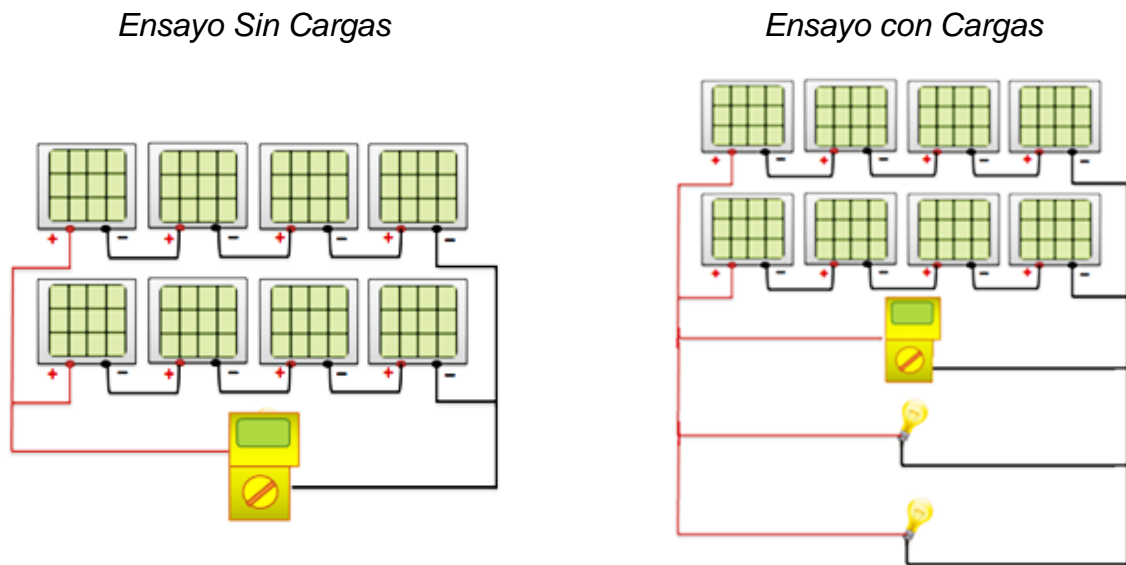 Ensayo Sin Cargas
Ensayo con Cargas
+ − + − + − + −
+ − + − + − + −
+ − + − + − + −
+ − + − + − + −